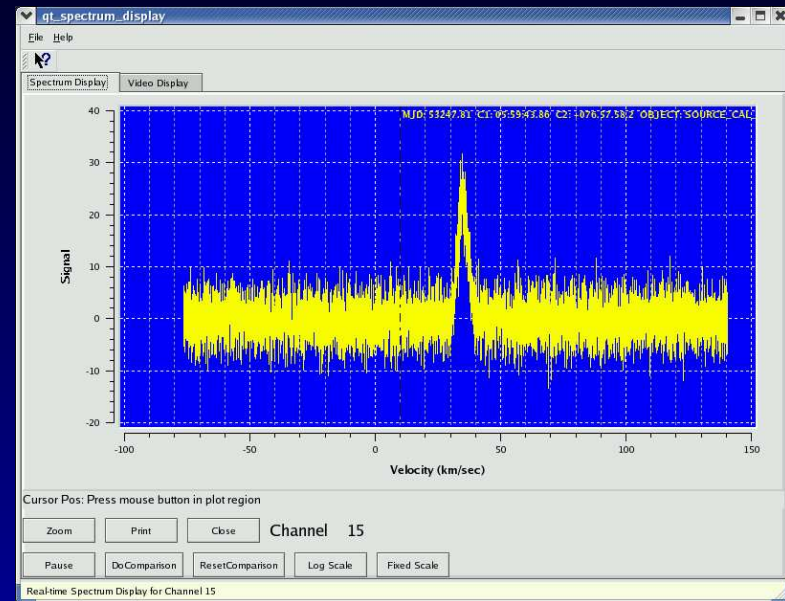 qt_spectrum_display
File Help
Spectrum Display Video Display
MJD: 53247.81 C1: 05:59:43.86 C2: -076.57.58.2 OBJECT: SOURCE_CAL
40
30
20
10
0
-10
-20
Signal
-100 -50 0 50 100 150
Velocity (km/sec)
Cursor Pos: Press mouse button in plot region
Zoom Print Close Channel 15
Pause DoComparison ResetComparison Log Scale Fixed Scale
Real-time Spectrum Display for Channel 15